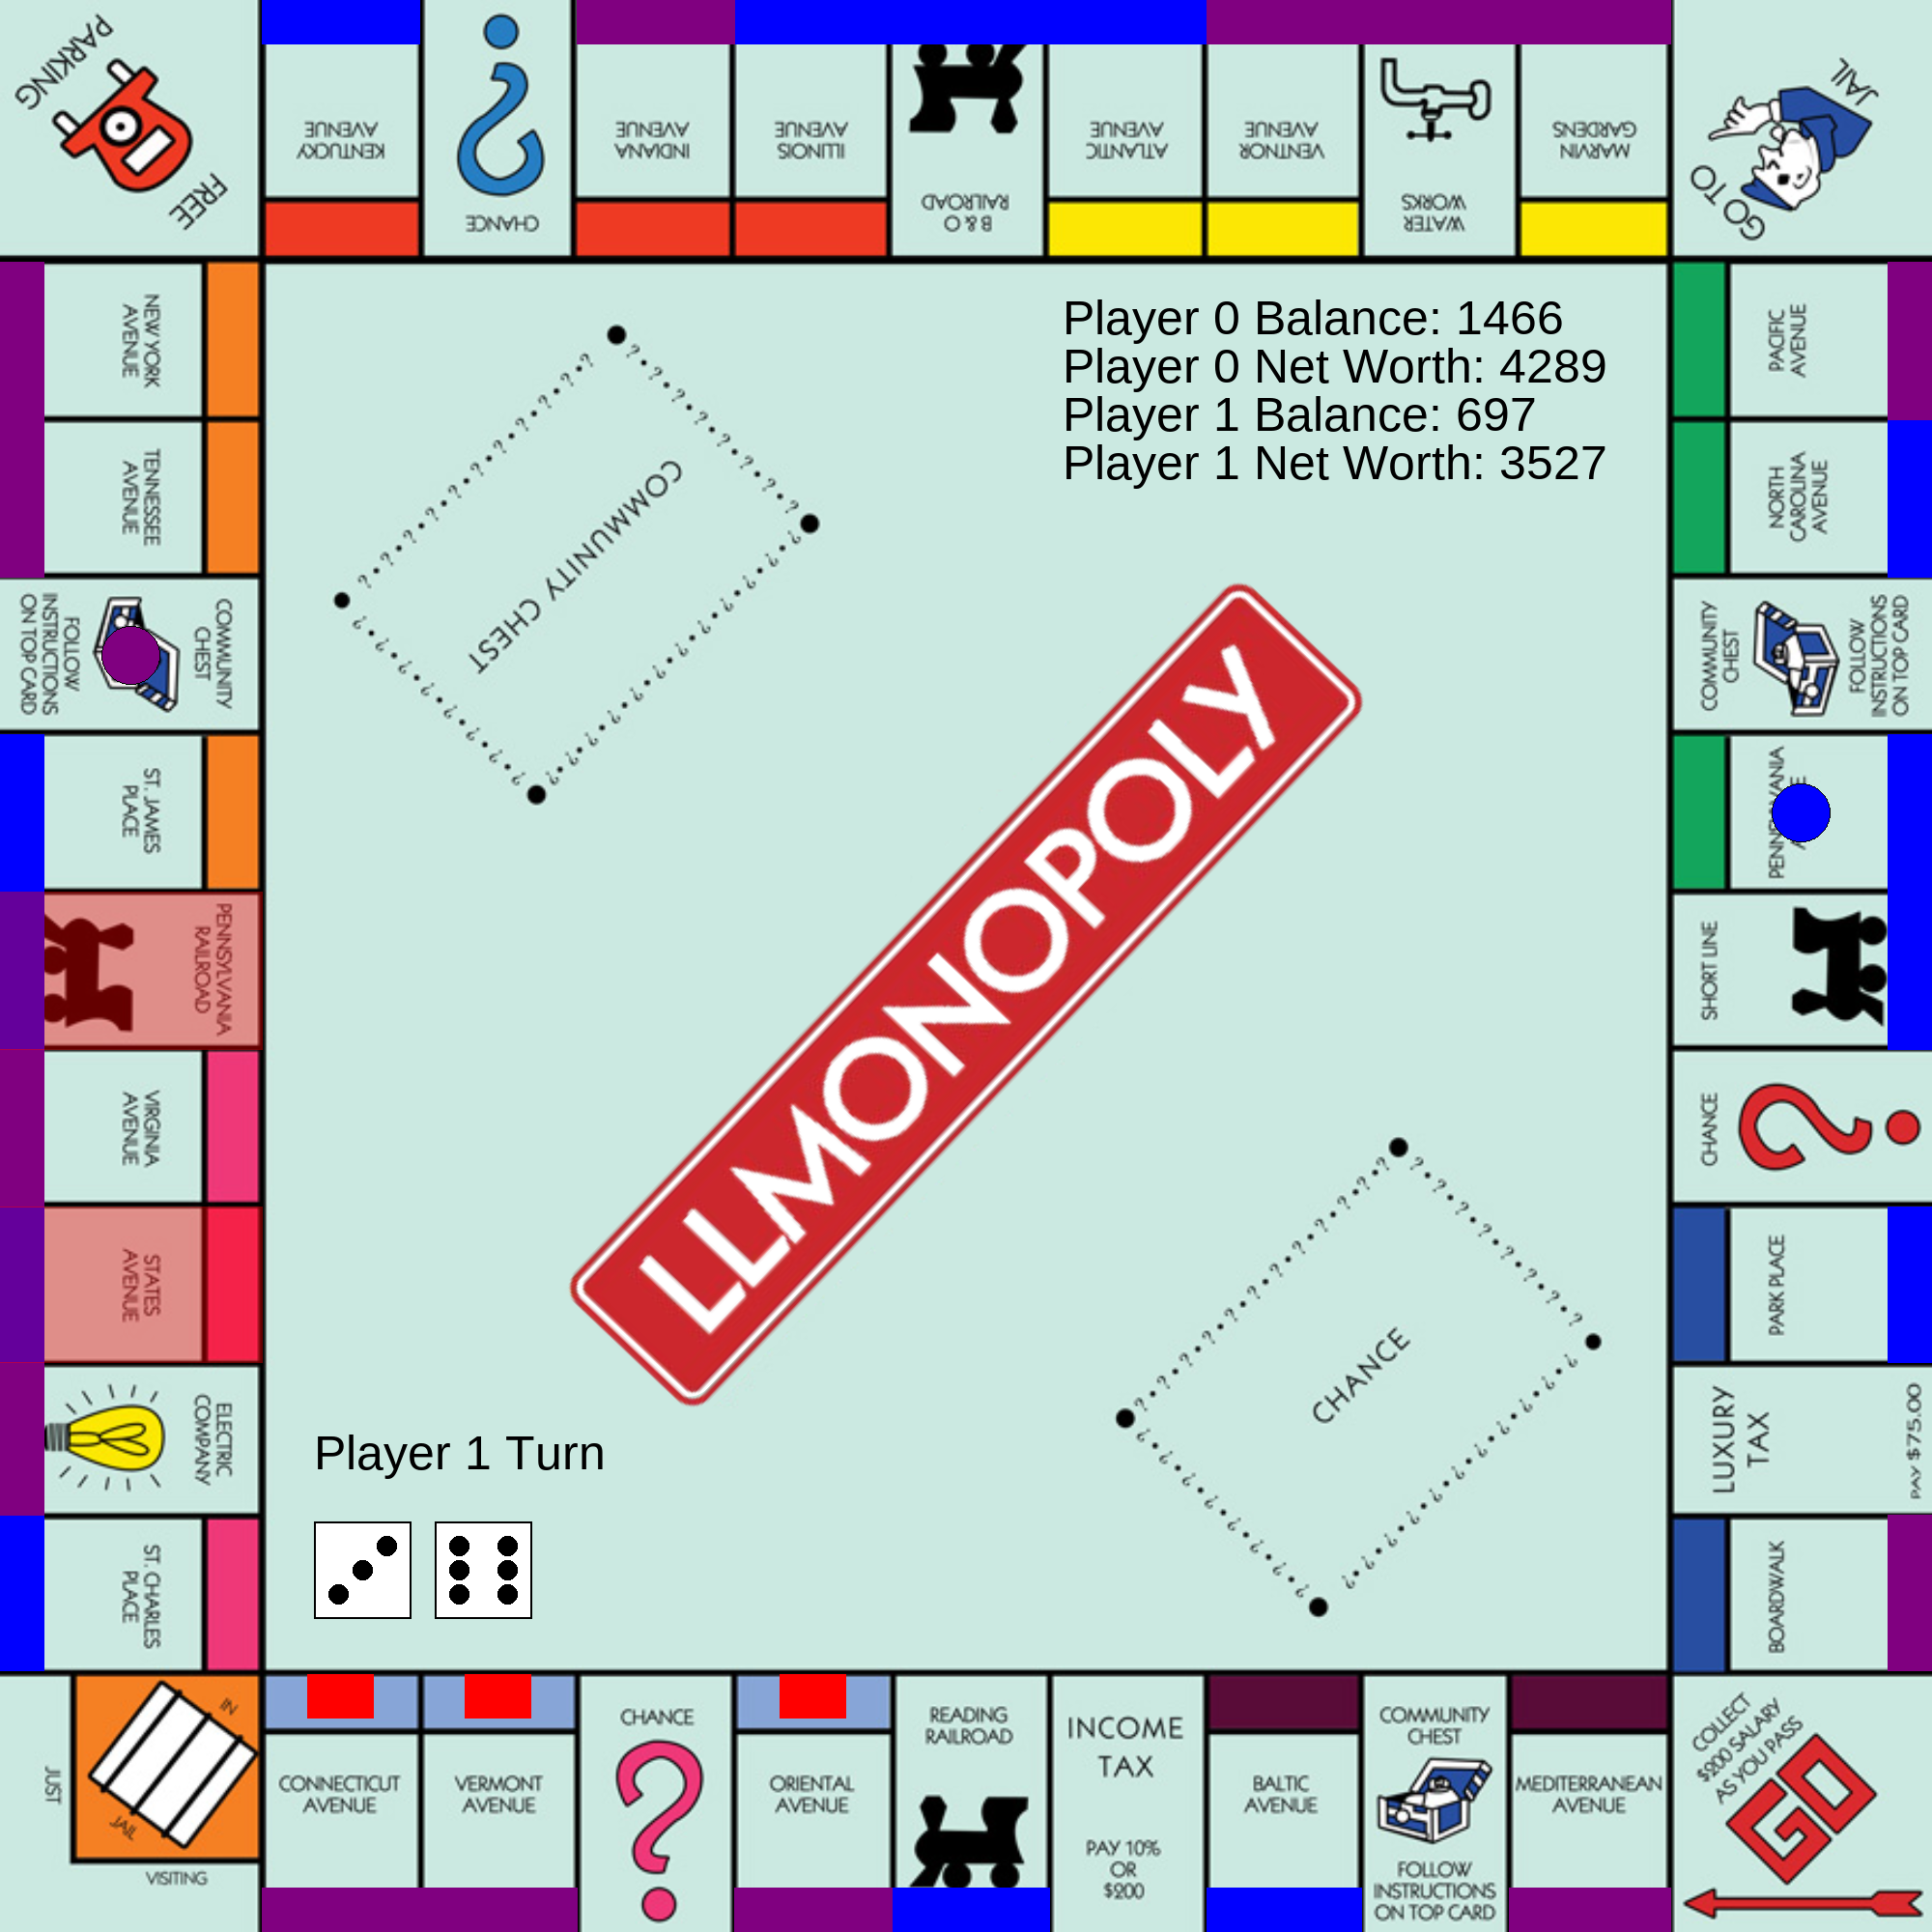 PARKING
FREE
KENTUCKY
AVENUE
CHANCE
INDIANA
AVENUE
ILLINOIS
AVENUE
B & O
RAILROAD
ATLANTIC
AVENUE
VENTNOR
AVENUE
WATER
WORKS
MARVIN
GARDENS
GO TO
JAIL
NEW YORK
AVENUE
TENNESSEE
AVENUE
COMMUNITY
CHEST
FOLLOW
INSTRUCTIONS
ON TOP CARD
ST. JAMES
PLACE
PENNSYLVANIA
RAILROAD
VIRGINIA
AVENUE
STATES
AVENUE
ELECTRIC
COMPANY
ST. CHARLES
PLACE
Player 0 Balance: 1466
Player 0 Net Worth: 4289
Player 1 Balance: 697
Player 1 Net Worth: 3527
COMMUNITY CHEST
LLMONOPOLY
CHANCE
Player 1 Turn
PACIFIC
AVENUE
NORTH
CAROLINA
AVENUE
COMMUNITY
CHEST
FOLLOW
INSTRUCTIONS
ON TOP CARD
SHORT LINE
CHANCE
PARK PLACE
LUXURY
TAX
PAY $75.00
BOARDWALK
JUST
VISITING
IN
JAIL
CONNECTICUT
AVENUE
VERMONT
AVENUE
CHANCE
ORIENTAL
AVENUE
READING
RAILROAD
INCOME
TAX
PAY 10%
OR
$200
BALTIC
AVENUE
COMMUNITY
CHEST
FOLLOW
INSTRUCTIONS
ON TOP CARD
MEDITERRANEAN
AVENUE
COLLECT
$200 SALARY
AS YOU PASS
GO